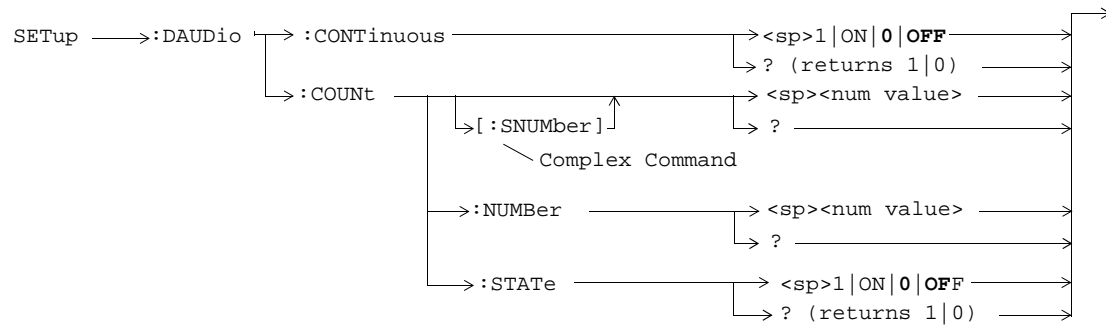 SETup :DAUDio :CONTinuous <sp>1|ON|0|OFF
? (returns 1|0)
:COUNt <sp><num value>
[:SNUMber] ?
Complex Command
:NUMBer <sp><num value>
?
:STATe <sp>1|ON|0|OFF
? (returns 1|0)